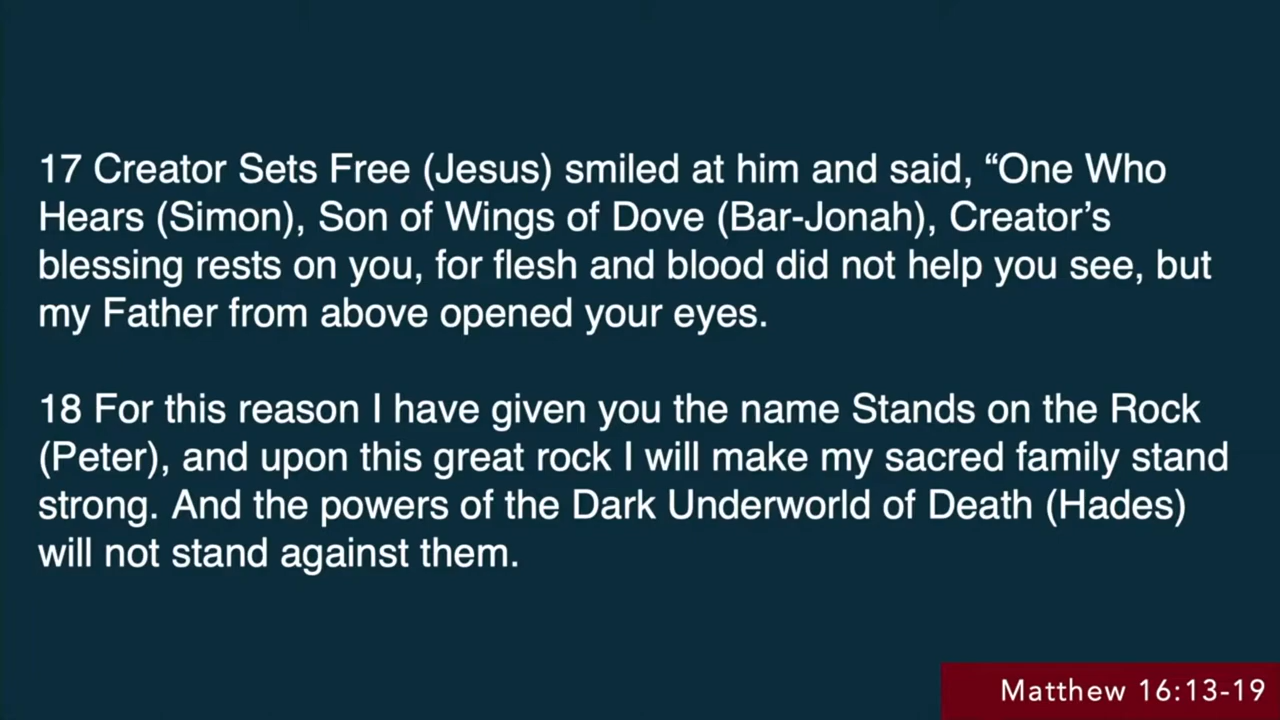 17 Creator Sets Free (Jesus) smiled at him and said, “One Who
Hears (Simon), Son of Wings of Dove (Bar-Jonah), Creator’s
blessing rests on you, for flesh and blood did not help you see, but
my Father from above opened your eyes.
18 For this reason I have given you the name Stands on the Rock
(Peter), and upon this great rock I will make my sacred family stand
strong. And the powers of the Dark Underworld of Death (Hades)
will not stand against them.
Matthew 16:13-19